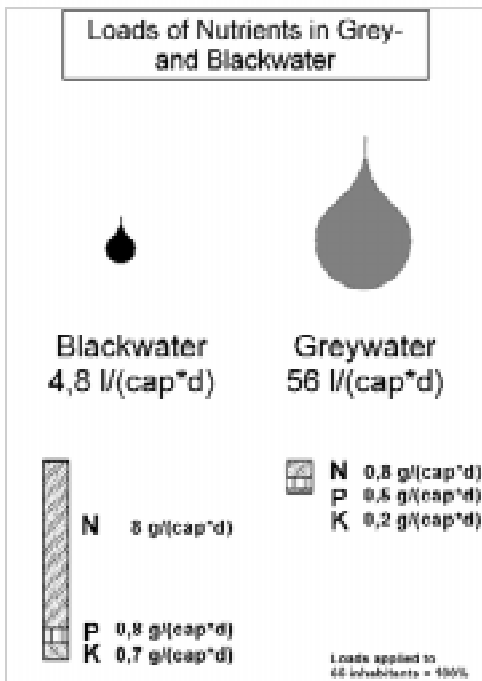 Loads of Nutrients in Grey-
and Blackwater
Blackwater
4,8 l/(cap*d)
Greywater
56 l/(cap*d)
N 8 g/(cap*d)
P 0,8 g/(cap*d)
K 0,7 g/(cap*d)
N 0,8 g/(cap*d)
P 0,5 g/(cap*d)
K 0,2 g/(cap*d)
Loads applied to
inhabitants = 100%